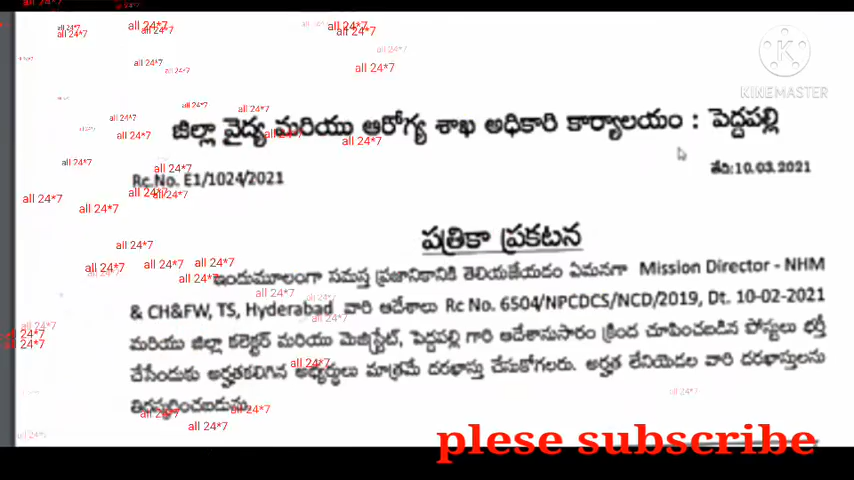 KINEMASTER
జిల్లా వైద్య మరియు ఆరోగ్య శాఖ అధికారి కార్యాలయం : పెద్దపల్లి
తేది:10.03.2021
Rc.No. E1/1024/2021
పత్రికా ప్రకటన
ఇందుమూలంగా సమస్త ప్రజానికానికి తెలియజేయడం ఏమనగా Mission Director - NHM
& CH&FW, TS, Hyderabad వారి ఆదేశాలు Rc No. 6504/NPCDCS/NCD/2019, Dt. 10-02-2021
మరియు జిల్లా కలెక్టర్ మరియు మెజిస్ట్రేట్, పెద్దపల్లి గారి ఆదేశానుసారం క్రింద చూపించబడిన పోస్టులు భర్తీ
చేసేందుకు అర్హతకలిగిన అభ్యర్థులు మాత్రమే దరఖాస్తు చేసుకోగలరు. అర్హత లేనియెడల వారి దరఖాస్తులను
తిరస్కరించబడును.
all 24*7
plese subscribe